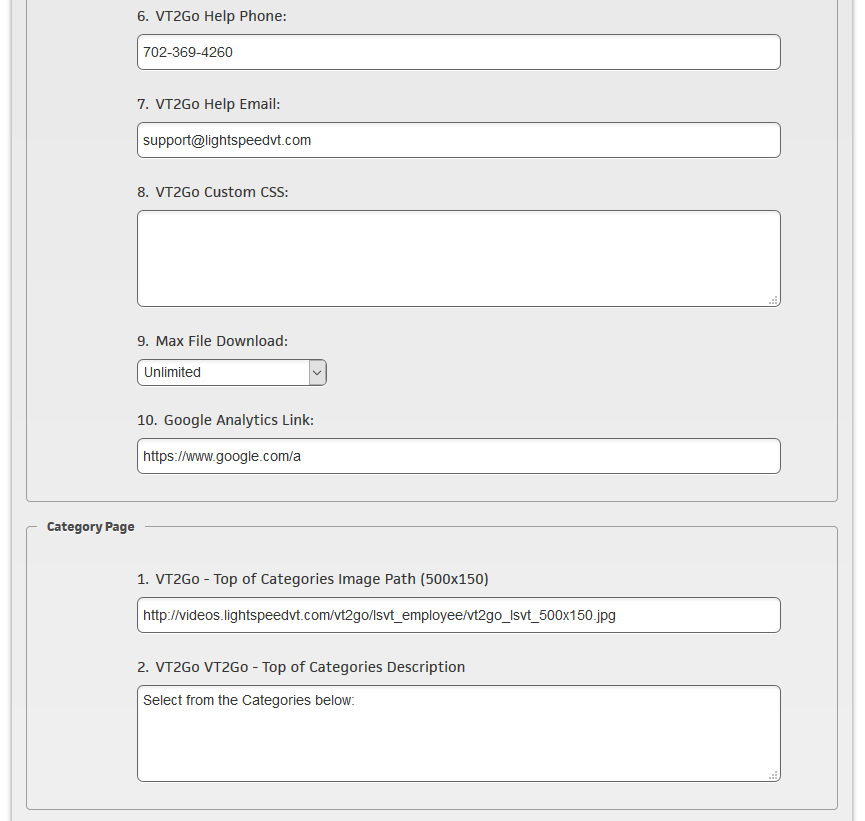 6. VT2Go Help Phone:
702-369-4260
7. VT2Go Help Email:
support@lightspeedvt.com
8. VT2Go Custom CSS:
9. Max File Download:
Unlimited
10. Google Analytics Link:
https://www.google.com/a
Category Page
1. VT2Go - Top of Categories Image Path (500x150)
http://videos.lightspeedvt.com/vt2go/lsvt_employee/vt2go_lsvt_500x150.jpg
2. VT2Go VT2Go - Top of Categories Description
Select from the Categories below: